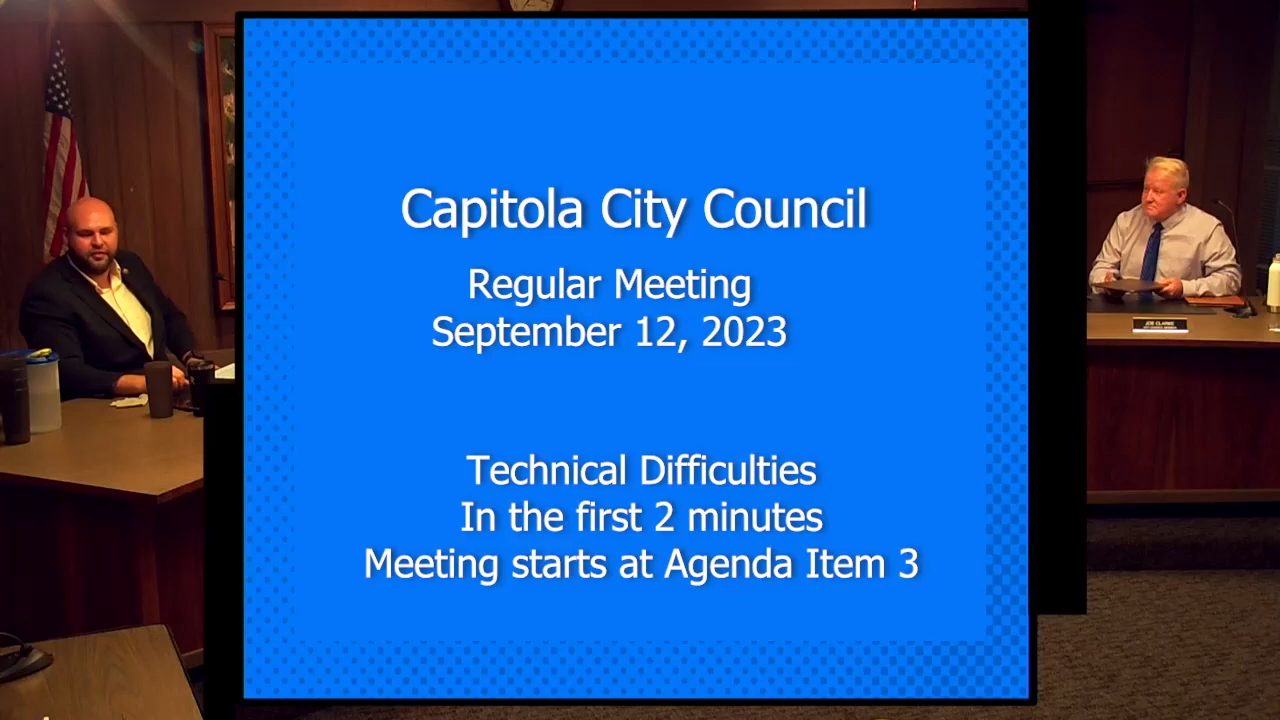 Capitola City Council
Regular Meeting
September 12, 2023
Technical Difficulties
In the first 2 minutes
Meeting starts at Agenda Item 3
JOE CLARKE